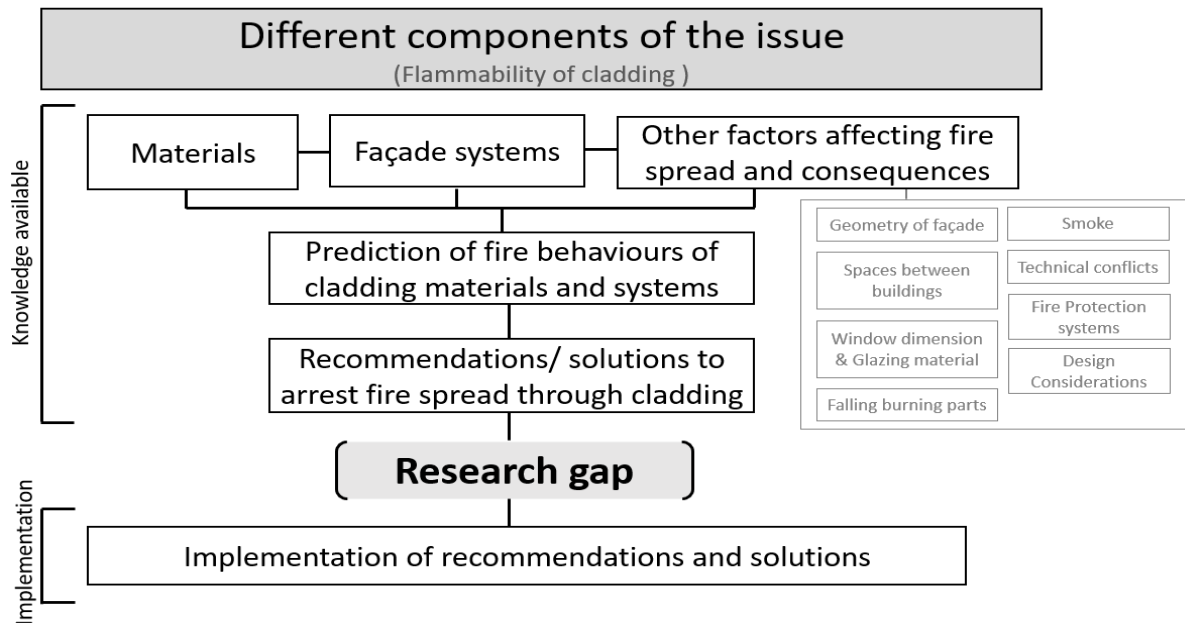 Different components of the issue
(Flammability of cladding )
Knowledge available
Materials
Façade systems
Other factors affecting fire
spread and consequences
Geometry of façade
Spaces between
buildings
Window dimension
& Glazing material
Falling burning parts
Smoke
Technical conflicts
Fire Protection
systems
Design
Considerations
Prediction of fire behaviours of
cladding materials and systems
Recommendations/ solutions to
arrest fire spread through cladding
Research gap
Implementation
Implementation of recommendations and solutions